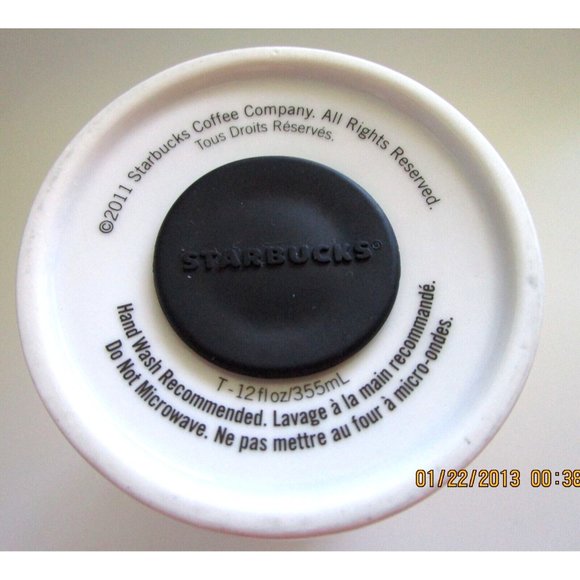 ©2011 Starbucks Coffee Company. All Rights Reserved.
Tous Droits Réservés.
STARBUCKS®
T-12floz/355mL
Hand Wash Recommended. Lavage à la main recommandé.
Do Not Microwave. Ne pas mettre au four à micro-ondes.
01/22/2013 00:38